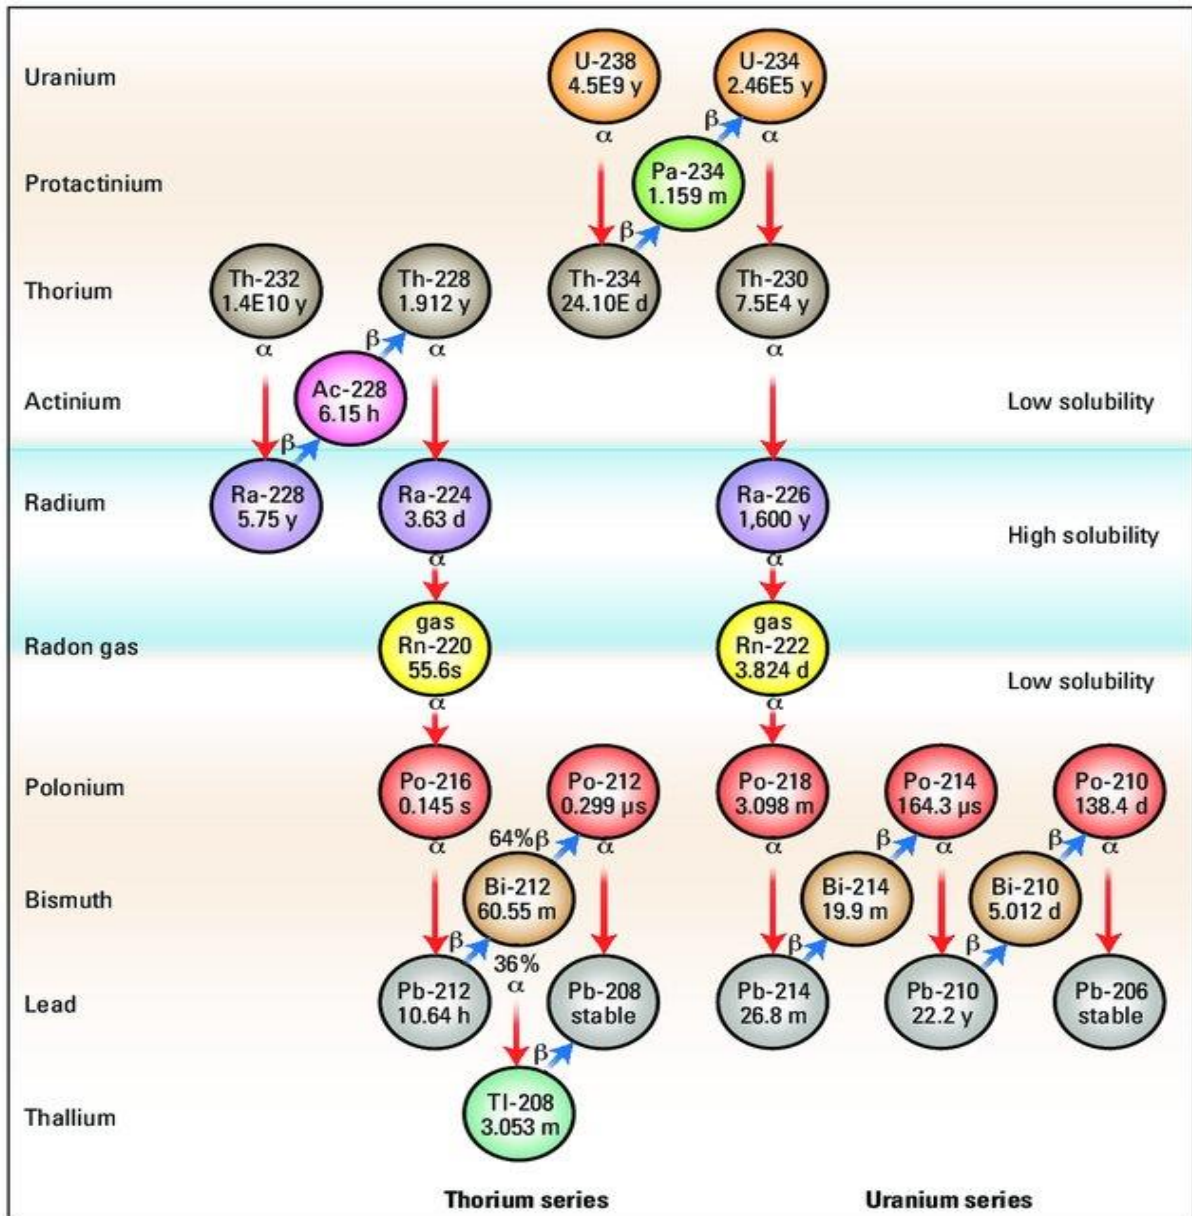 Uranium
U-238
4.5E9 y
α
U-234
2.46E5 y
β
α
Protactinium
Pa-234
1.159 m
β
Thorium
Th-232
1.4E10 y
α
Th-228
1.912 y
β
α
Th-234
24.10E d
Th-230
7.5E4 y
α
Actinium
Ac-228
6.15 h
β
Low solubility
Radium
Ra-228
5.75 y
Ra-224
3.63 d
α
Ra-226
1,600 y
α
High solubility
Radon gas
gas
Rn-220
55.6s
α
gas
Rn-222
3.824 d
α
Low solubility
Polonium
Po-216
0.145 s
α
Po-212
0.299 µs
64%β
α
Po-218
3.098 m
α
Po-214
164.3 µs
β
α
Po-210
138.4 d
β
α
Bismuth
Bi-212
60.55 m
β
36%
α
Bi-214
19.9 m
β
Bi-210
5.012 d
β
Lead
Pb-212
10.64 h
Pb-208
stable
β
Pb-214
26.8 m
Pb-210
22.2 y
Pb-206
stable
Thallium
Tl-208
3.053 m
Thorium series
Uranium series